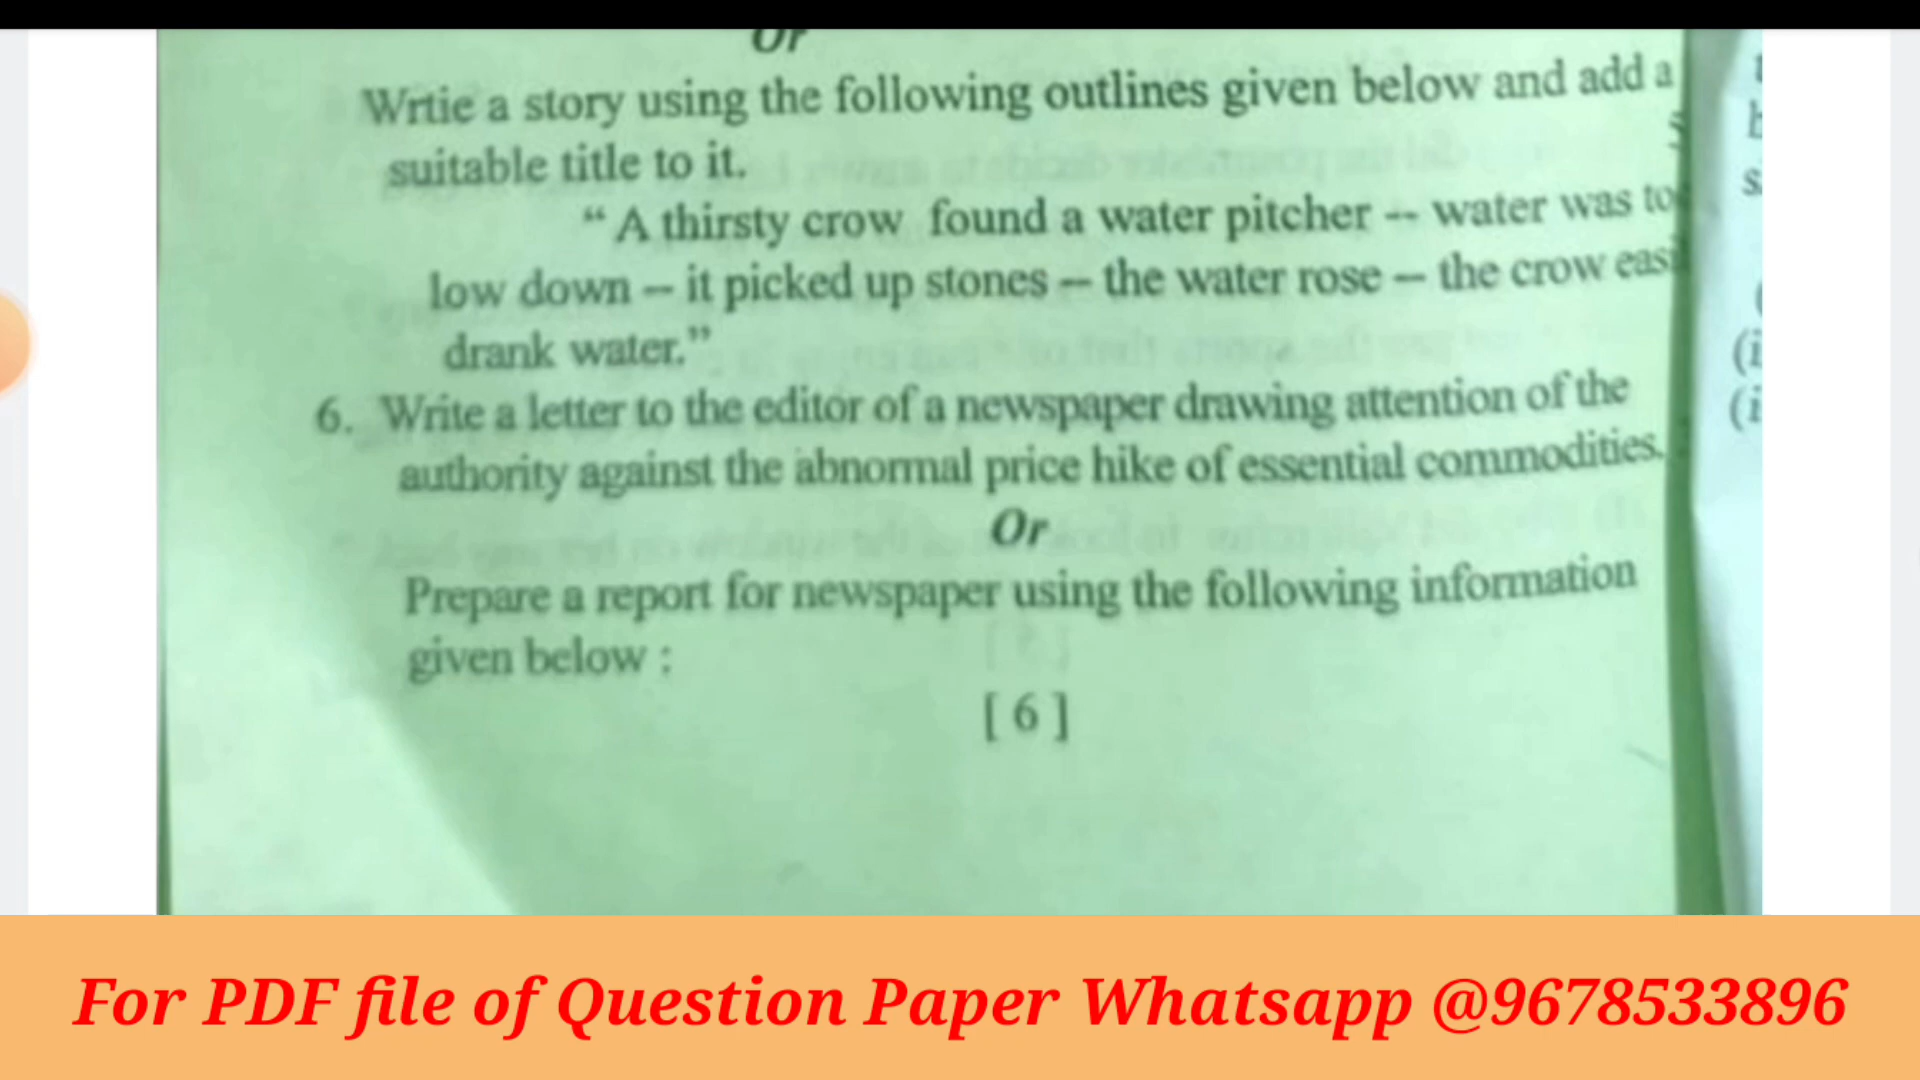 Or
Wrtie a story using the following outlines given below and add a
suitable title to it.
“ A thirsty crow found a water pitcher -- water was to
low down -- it picked up stones -- the water rose -- the crow easi
drank water.”
6. Write a letter to the editor of a newspaper drawing attention of the
authority against the abnormal price hike of essential commodities.
Or
Prepare a report for newspaper using the following information
given below :
[ 6 ]
(i
(i
For PDF file of Question Paper Whatsapp @9678533896